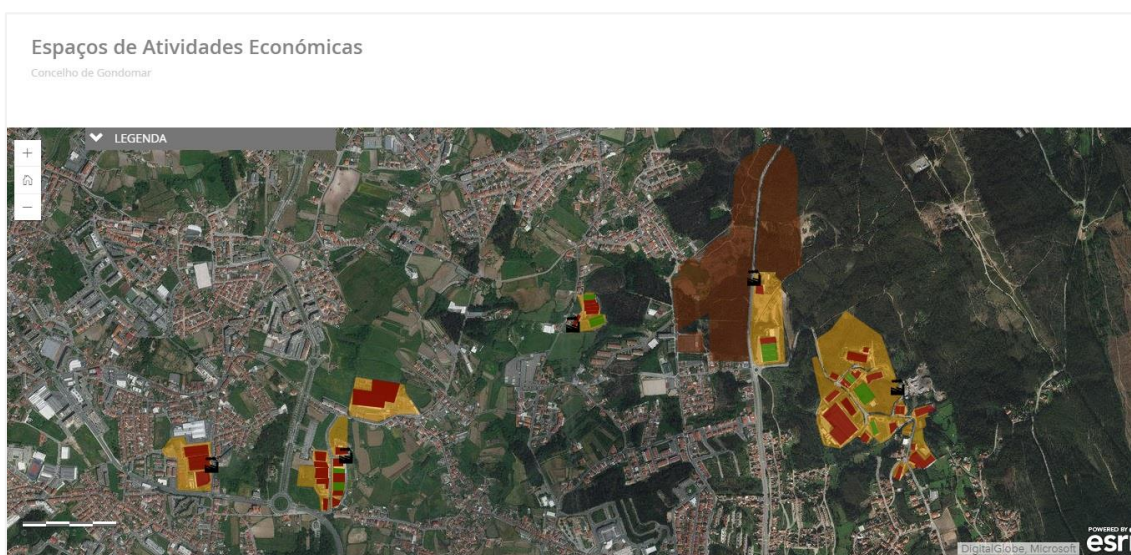 Espaços de Atividades Económicas
Concelho de Gondomar
LEGENDA
DigitalGlobe, Microsoft
POWERED BY
esri